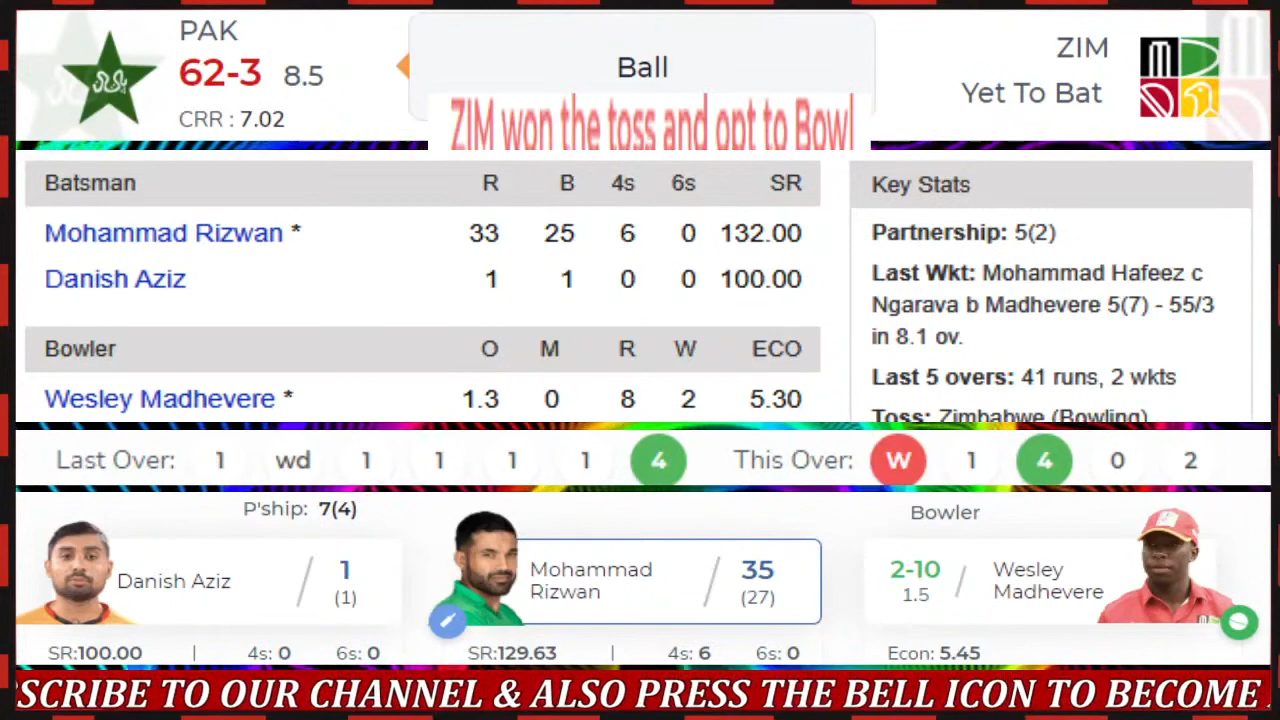 PAK
62-3 8.5
CRR : 7.02
Ball
ZIM won the toss and opt to Bowl
ZIM
Yet To Bat
Batsman R B 4s 6s SR
Mohammad Rizwan * 33 25 6 0 132.00
Danish Aziz 1 1 0 0 100.00
Bowler O M R W ECO
Wesley Madhevere * 1.3 0 8 2 5.30
Key Stats
Partnership: 5(2)
Last Wkt: Mohammad Hafeez c
Ngarava b Madhevere 5(7) - 55/3
in 8.1 ov.
Last 5 overs: 41 runs, 2 wkts
Toss: Zimbabwe (Bowling)
Last Over: 1 wd 1 1 1 1 4 This Over: W 1 4 0 2
P'ship: 7(4)
Danish Aziz / 1
(1)
SR:100.00 | 4s: 0 6s: 0
Mohammad
Rizwan / 35
(27)
SR:129.63 | 4s: 6 6s: 0
Bowler
2-10 / Wesley
1.5 Madhevere
Econ: 5.45
SCRIBE TO OUR CHANNEL & ALSO PRESS THE BELL ICON TO BECOME